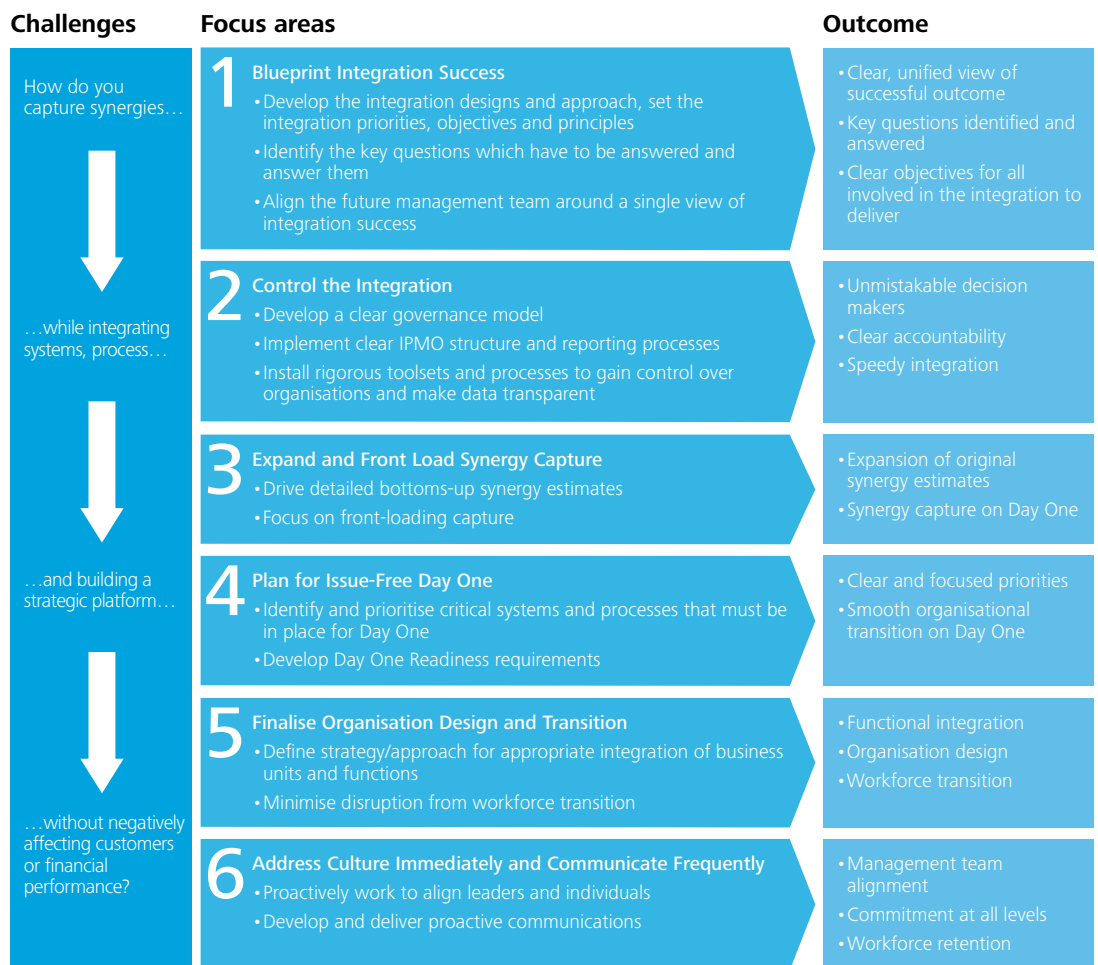 Challenges
Focus areas
Outcome
How do you
capture synergies…
…while integrating
systems, process…
…and building a
strategic platform…
…without negatively
affecting customers
or financial
performance?
1
Blueprint Integration Success
•Develop the integration designs and approach, set the
integration priorities, objectives and principles
•Identify the key questions which have to be answered and
answer them
•Align the future management team around a single view of
integration success
•Clear, unified view of
successful outcome
•Key questions identified and
answered
•Clear objectives for all
involved in the integration to
deliver
2
Control the Integration
•Develop a clear governance model
•Implement clear IPMO structure and reporting processes
•Install rigorous toolsets and processes to gain control over
organisations and make data transparent
•Unmistakable decision
makers
•Clear accountability
•Speedy integration
3
Expand and Front Load Synergy Capture
•Drive detailed bottoms-up synergy estimates
•Focus on front-loading capture
•Expansion of original
synergy estimates
•Synergy capture on Day One
4
Plan for Issue-Free Day One
•Identify and prioritise critical systems and processes that must be
in place for Day One
•Develop Day One Readiness requirements
•Clear and focused priorities
•Smooth organisational
transition on Day One
5
Finalise Organisation Design and Transition
•Define strategy/approach for appropriate integration of business
units and functions
•Minimise disruption from workforce transition
•Functional integration
•Organisation design
•Workforce transition
6
Address Culture Immediately and Communicate Frequently
•Proactively work to align leaders and individuals
•Develop and deliver proactive communications
•Management team
alignment
•Commitment at all levels
•Workforce retention